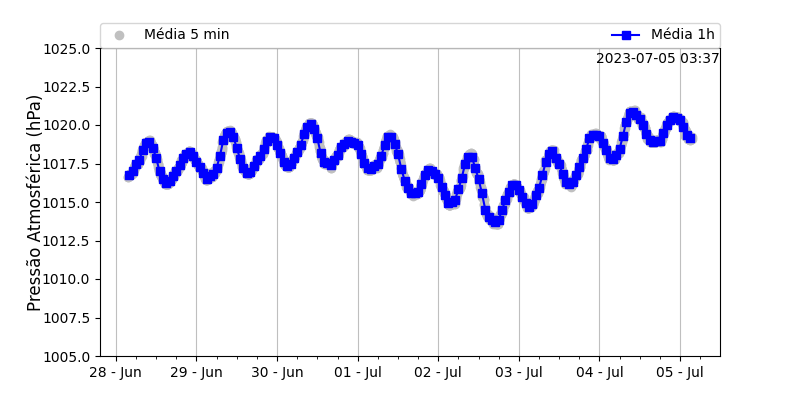 Média 5 min
Média 1h
2023-07-05 03:37
Pressão Atmosférica (hPa)
1025.0
1022.5
1020.0
1017.5
1015.0
1012.5
1010.0
1007.5
1005.0
28 - Jun
29 - Jun
30 - Jun
01 - Jul
02 - Jul
03 - Jul
04 - Jul
05 - Jul